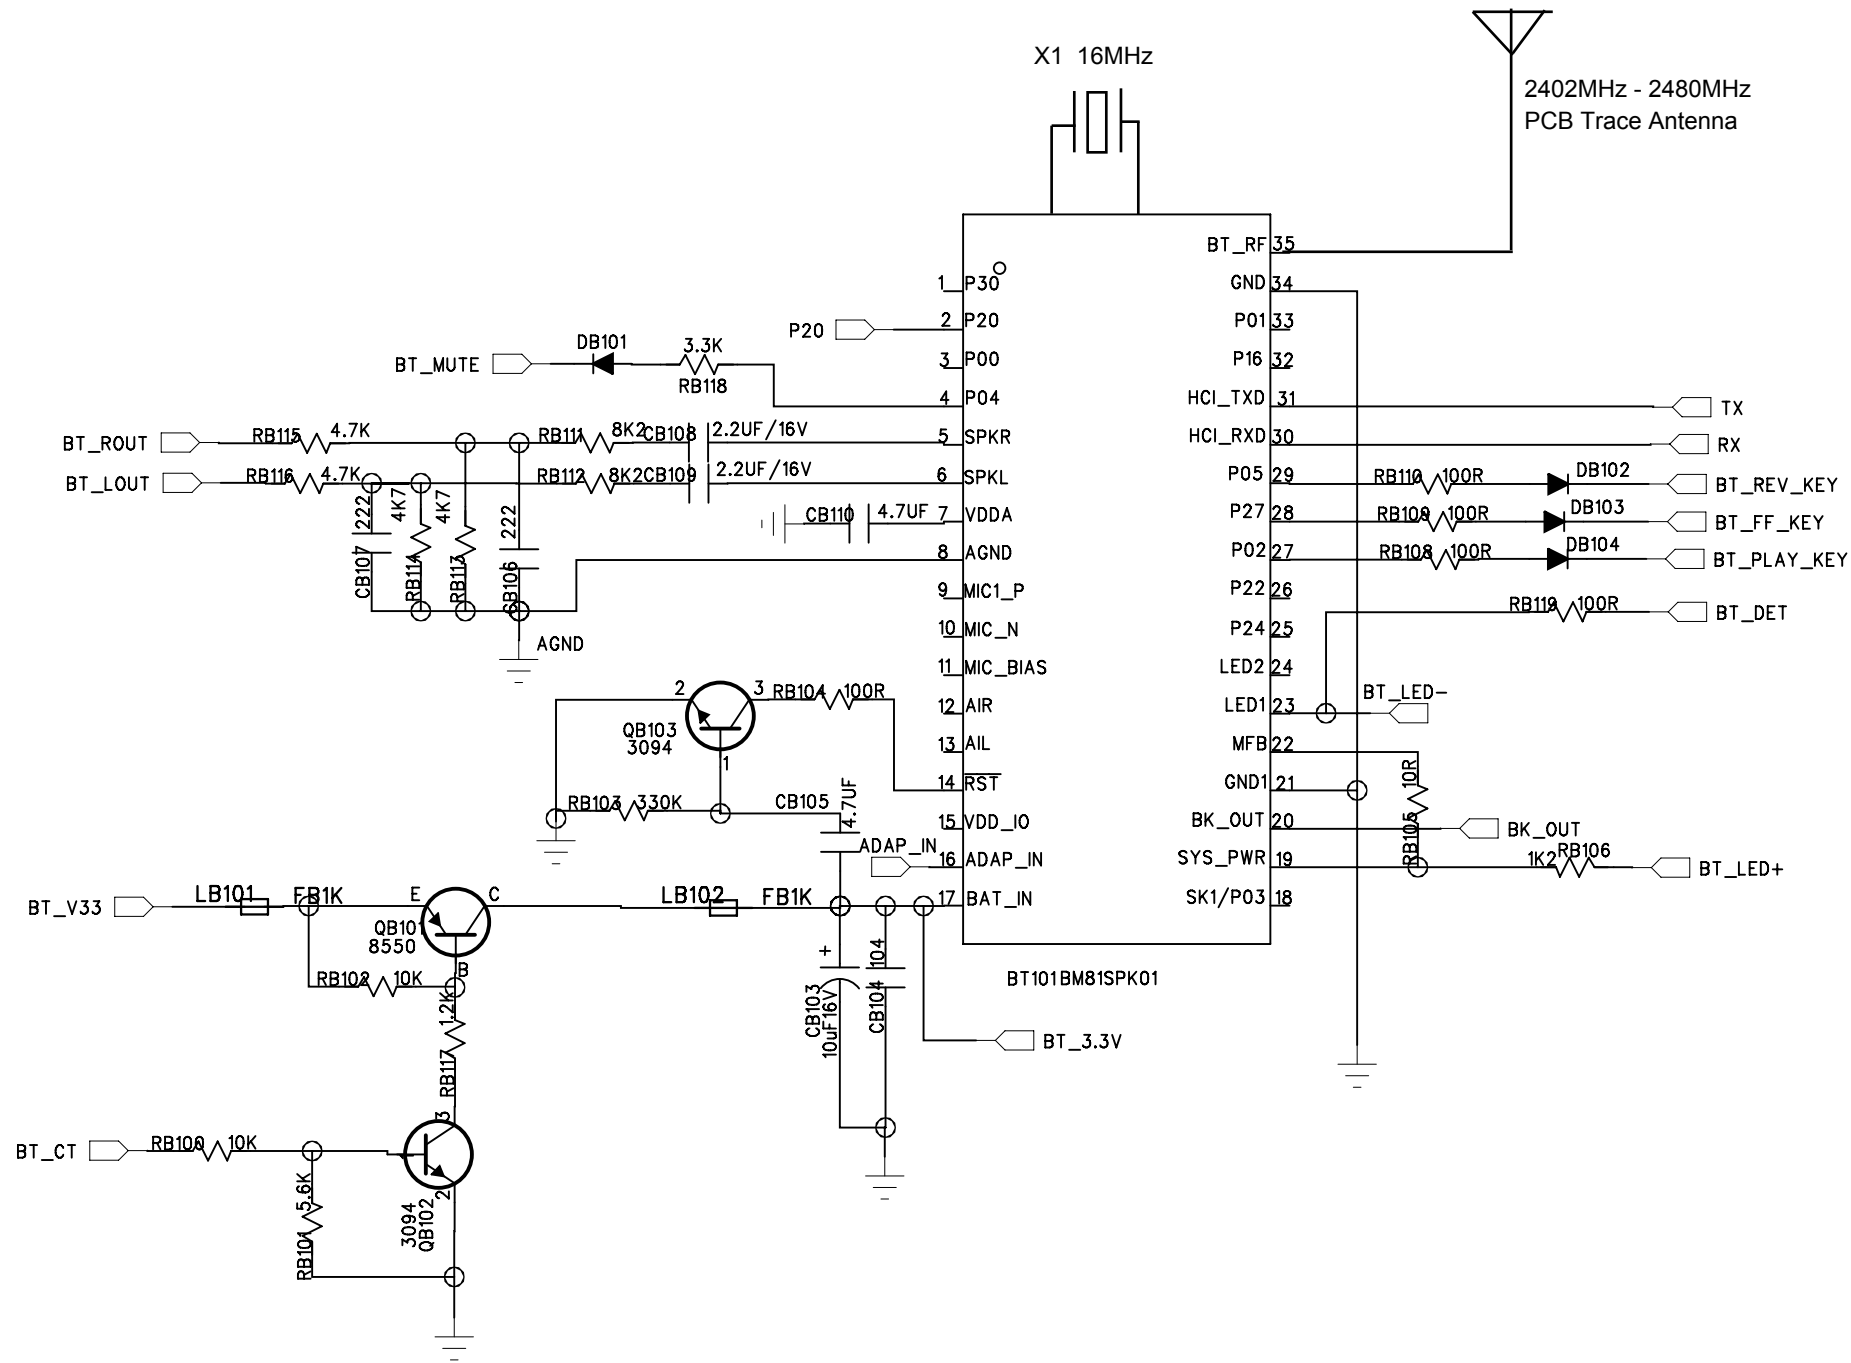 X1 16MHz
2402MHz - 2480MHz
PCB Trace Antenna
BT_RF 35
1 P30
GND 34
P20
2 P20
P01 33
DB101
3.3K
BT_MUTE
RB118
3 P00
P16 32
4 P04
HCI_TXD 31
TX
BT_ROUT
RB115
4.7K
RB111
8K2
CB108
2.2UF/16V
5 SPKR
HCI_RXD 30
RX
BT_LOUT
RB116
4.7K
RB112
8K2
CB109
2.2UF/16V
6 SPKL
P05 29
RB110
100R
DB102
BT_REV_KEY
222
4K7
4K7
222
CB110
4.7UF
7 VDDA
P27 28
RB109
100R
DB103
BT_FF_KEY
CB107
RB114
RB113
CB106
8 AGND
P02 27
RB108
100R
DB104
BT_PLAY_KEY
9 MIC1_P
P22 26
RB119
100R
BT_DET
AGND
10 MIC_N
P24 25
11 MIC_BIAS
LED2 24
2
3
RB104
100R
12 AIR
LED1 23
BT_LED-
QB103
3094
1
13 AIL
MFB 22
10R
RB105
14 RST
GND1 21
RB103
330K
CB105
4.7UF
15 VDD_IO
BK_OUT 20
BK_OUT
ADAP_IN
16 ADAP_IN
SYS_PWR 19
1K2
RB106
BT_LED+
BT_V33
LB101
FB1K
E
C
LB102
FB1K
17 BAT_IN
SK1/P03 18
QB101
8550
B
RB102
10K
+
104
BT101BM81SPK01
CB103
10uF16V
CB104
1.2K
RB117
BT_3.3V
3
BT_CT
RB100
10K
5.6K
RB101
2
3094
QB102